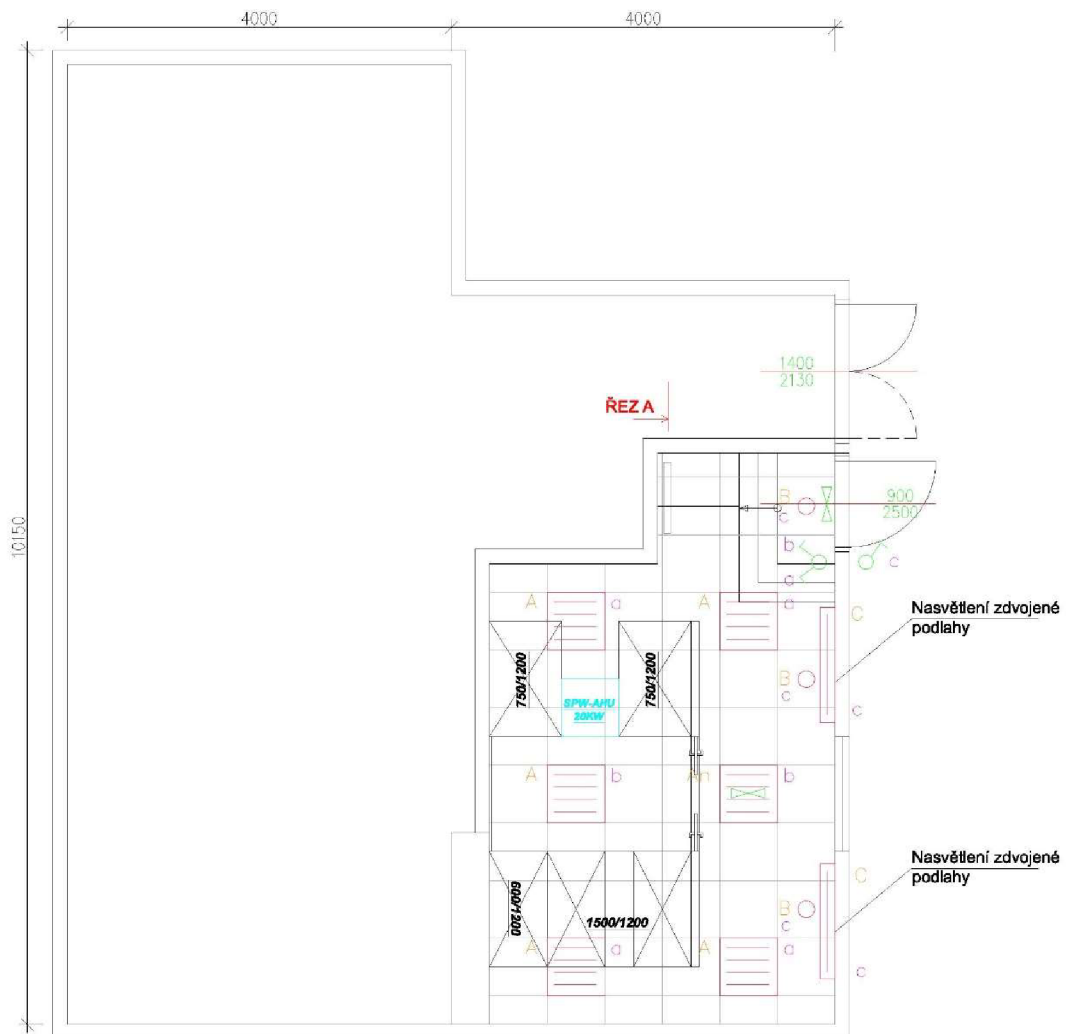 4000
4000
10150
1400
2130
ŘEZ A
B
c
900
2500
b
a
c
A
a
A
a
C
Nasvětlení zdvojené
podlahy
750/1200
750/1200
SPW-AHU
20KW
B
c
c
A
b
An
b
Nasvětlení zdvojené
podlahy
C
600/1200
1500/1200
B
c
A
a
A
a
c